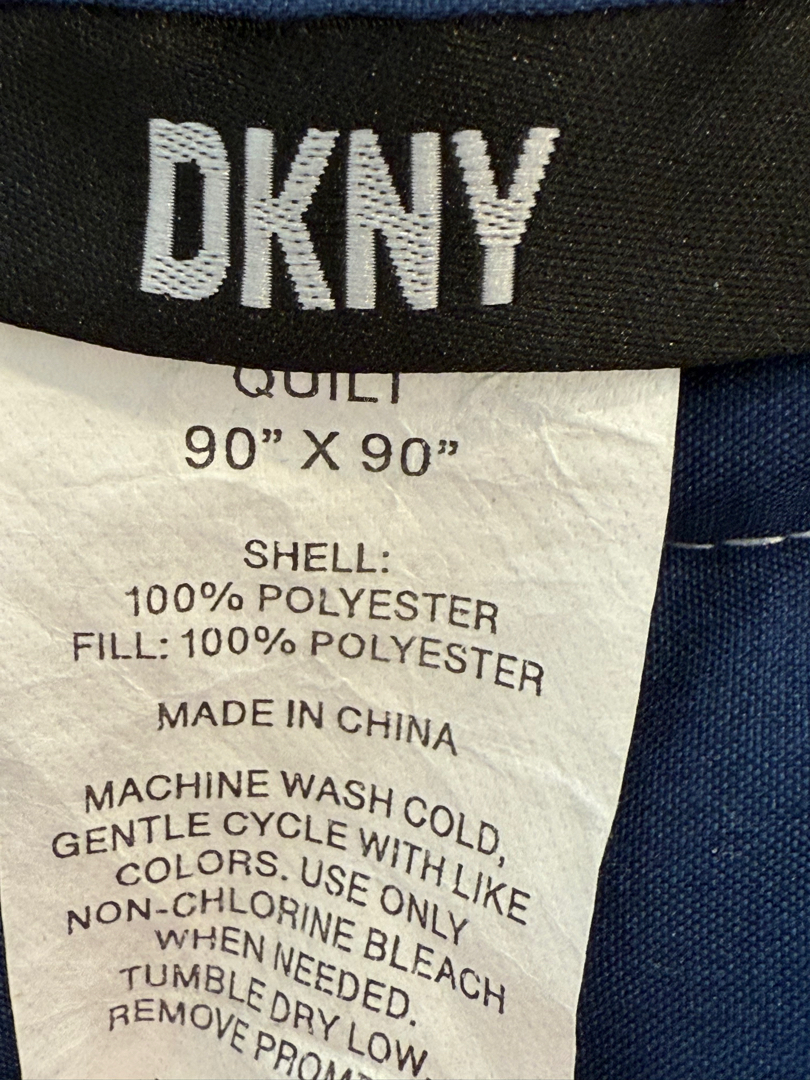 DKNY
QUILT
90” X 90”
SHELL:
100% POLYESTER
FILL: 100% POLYESTER
MADE IN CHINA
MACHINE WASH COLD,
GENTLE CYCLE WITH LIKE
COLORS. USE ONLY
NON-CHLORINE BLEACH
WHEN NEEDED.
TUMBLE DRY LOW.
REMOVE